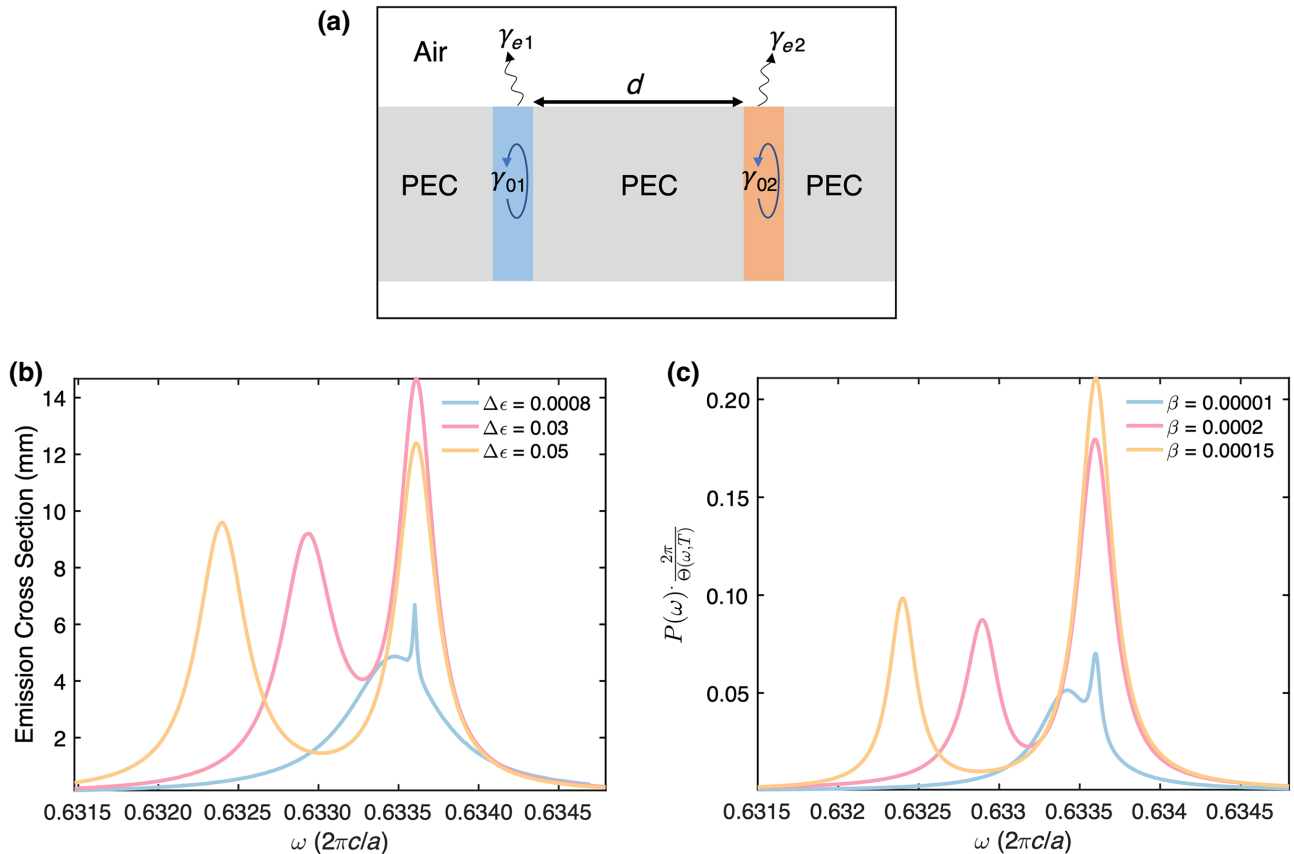 (a)
Air
γe1
γe2
d
PEC
γ01
PEC
γ02
PEC
(b)
Emission Cross Section (mm)
14
12
10
8
6
4
2
Δϵ = 0.0008
Δϵ = 0.03
Δϵ = 0.05
0.6315 0.632 0.6325 0.633 0.6335 0.634 0.6345
ω (2πc/a)
(c)
P(ω)· 2π/Θ(ω,T)
0.20
0.15
0.10
0.05
β = 0.00001
β = 0.0002
β = 0.00015
0.6315 0.632 0.6325 0.633 0.6335 0.634 0.6345
ω (2πc/a)